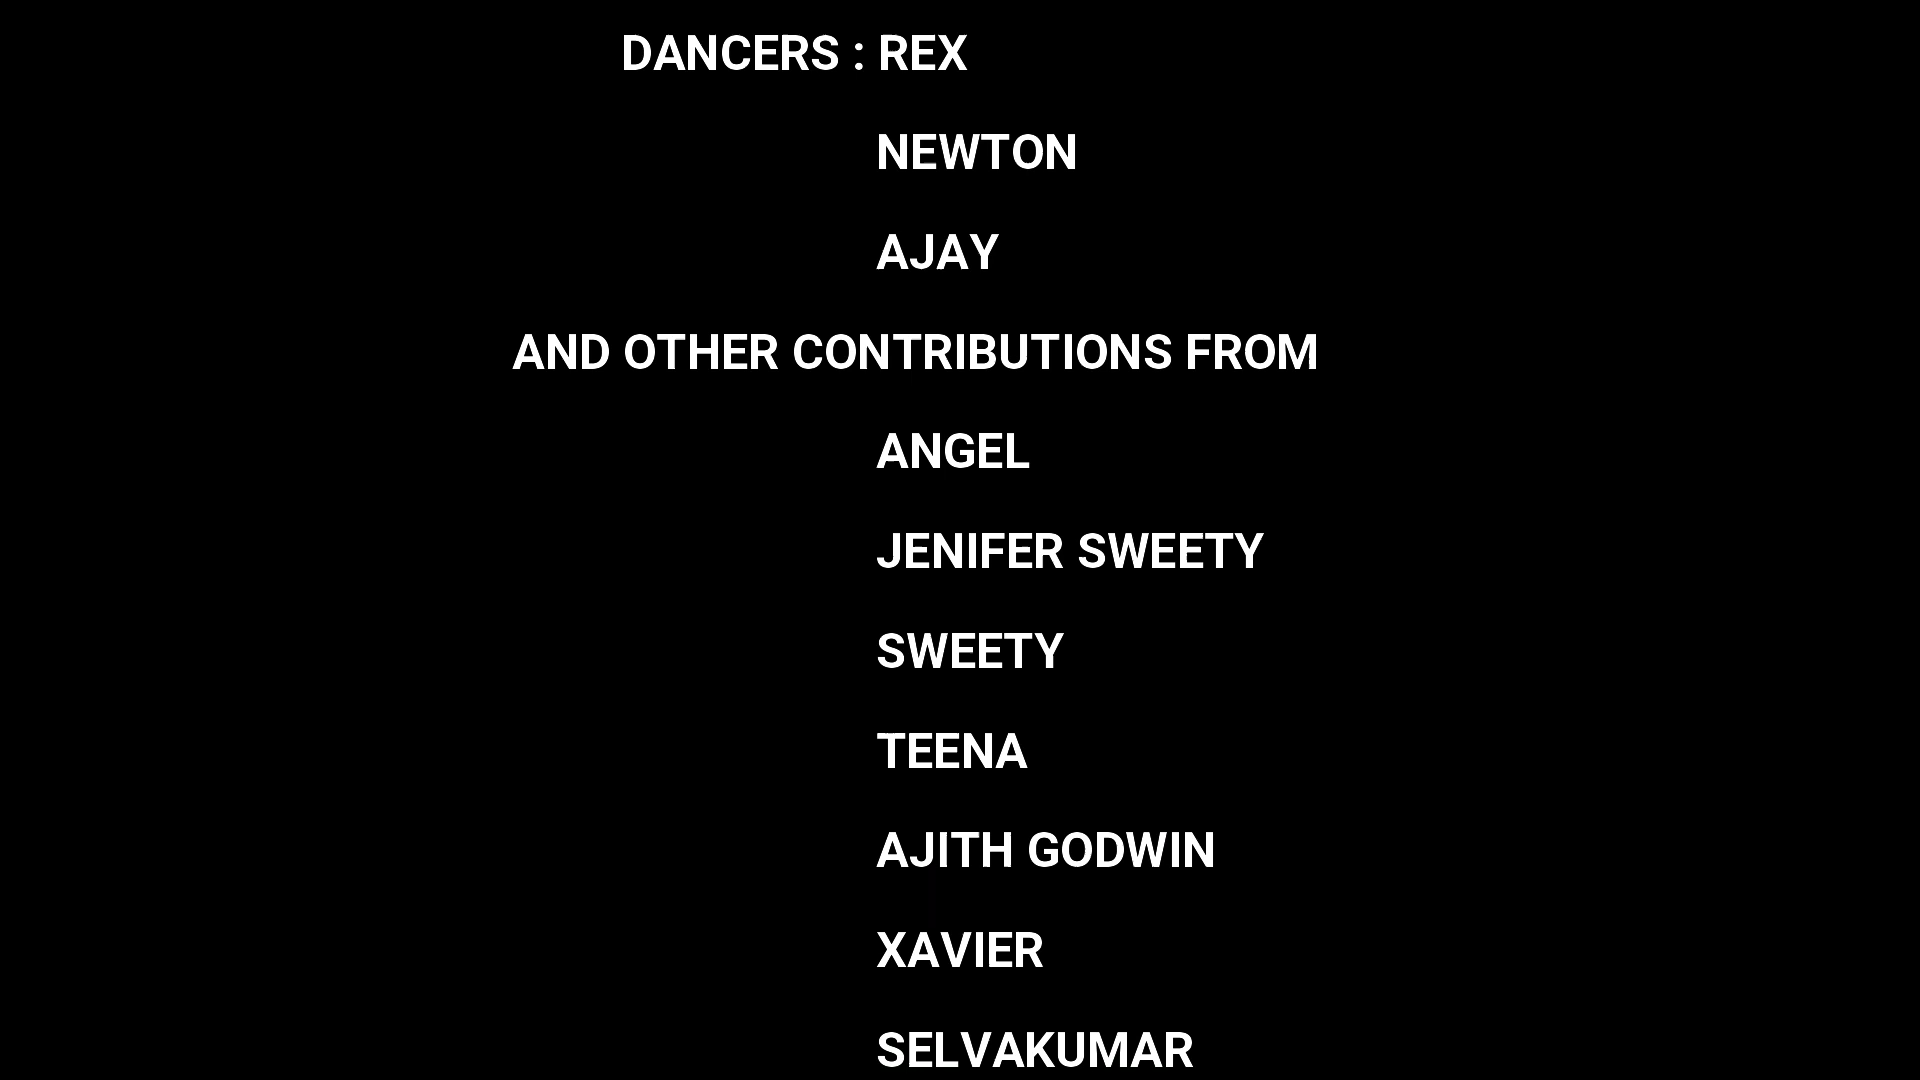 DANCERS : REX
NEWTON
AJAY
AND OTHER CONTRIBUTIONS FROM
ANGEL
JENIFER SWEETY
SWEETY
TEENA
AJITH GODWIN
XAVIER
SELVAKUMAR